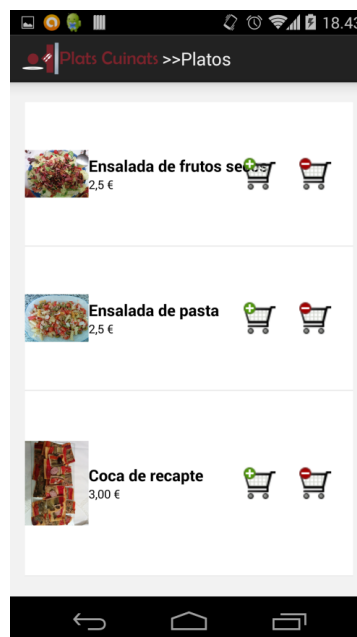 18.43
Plats Cuinats >>Platos
Ensalada de frutos secos
2,5 €
Ensalada de pasta
2,5 €
Coca de recapte
3,00 €